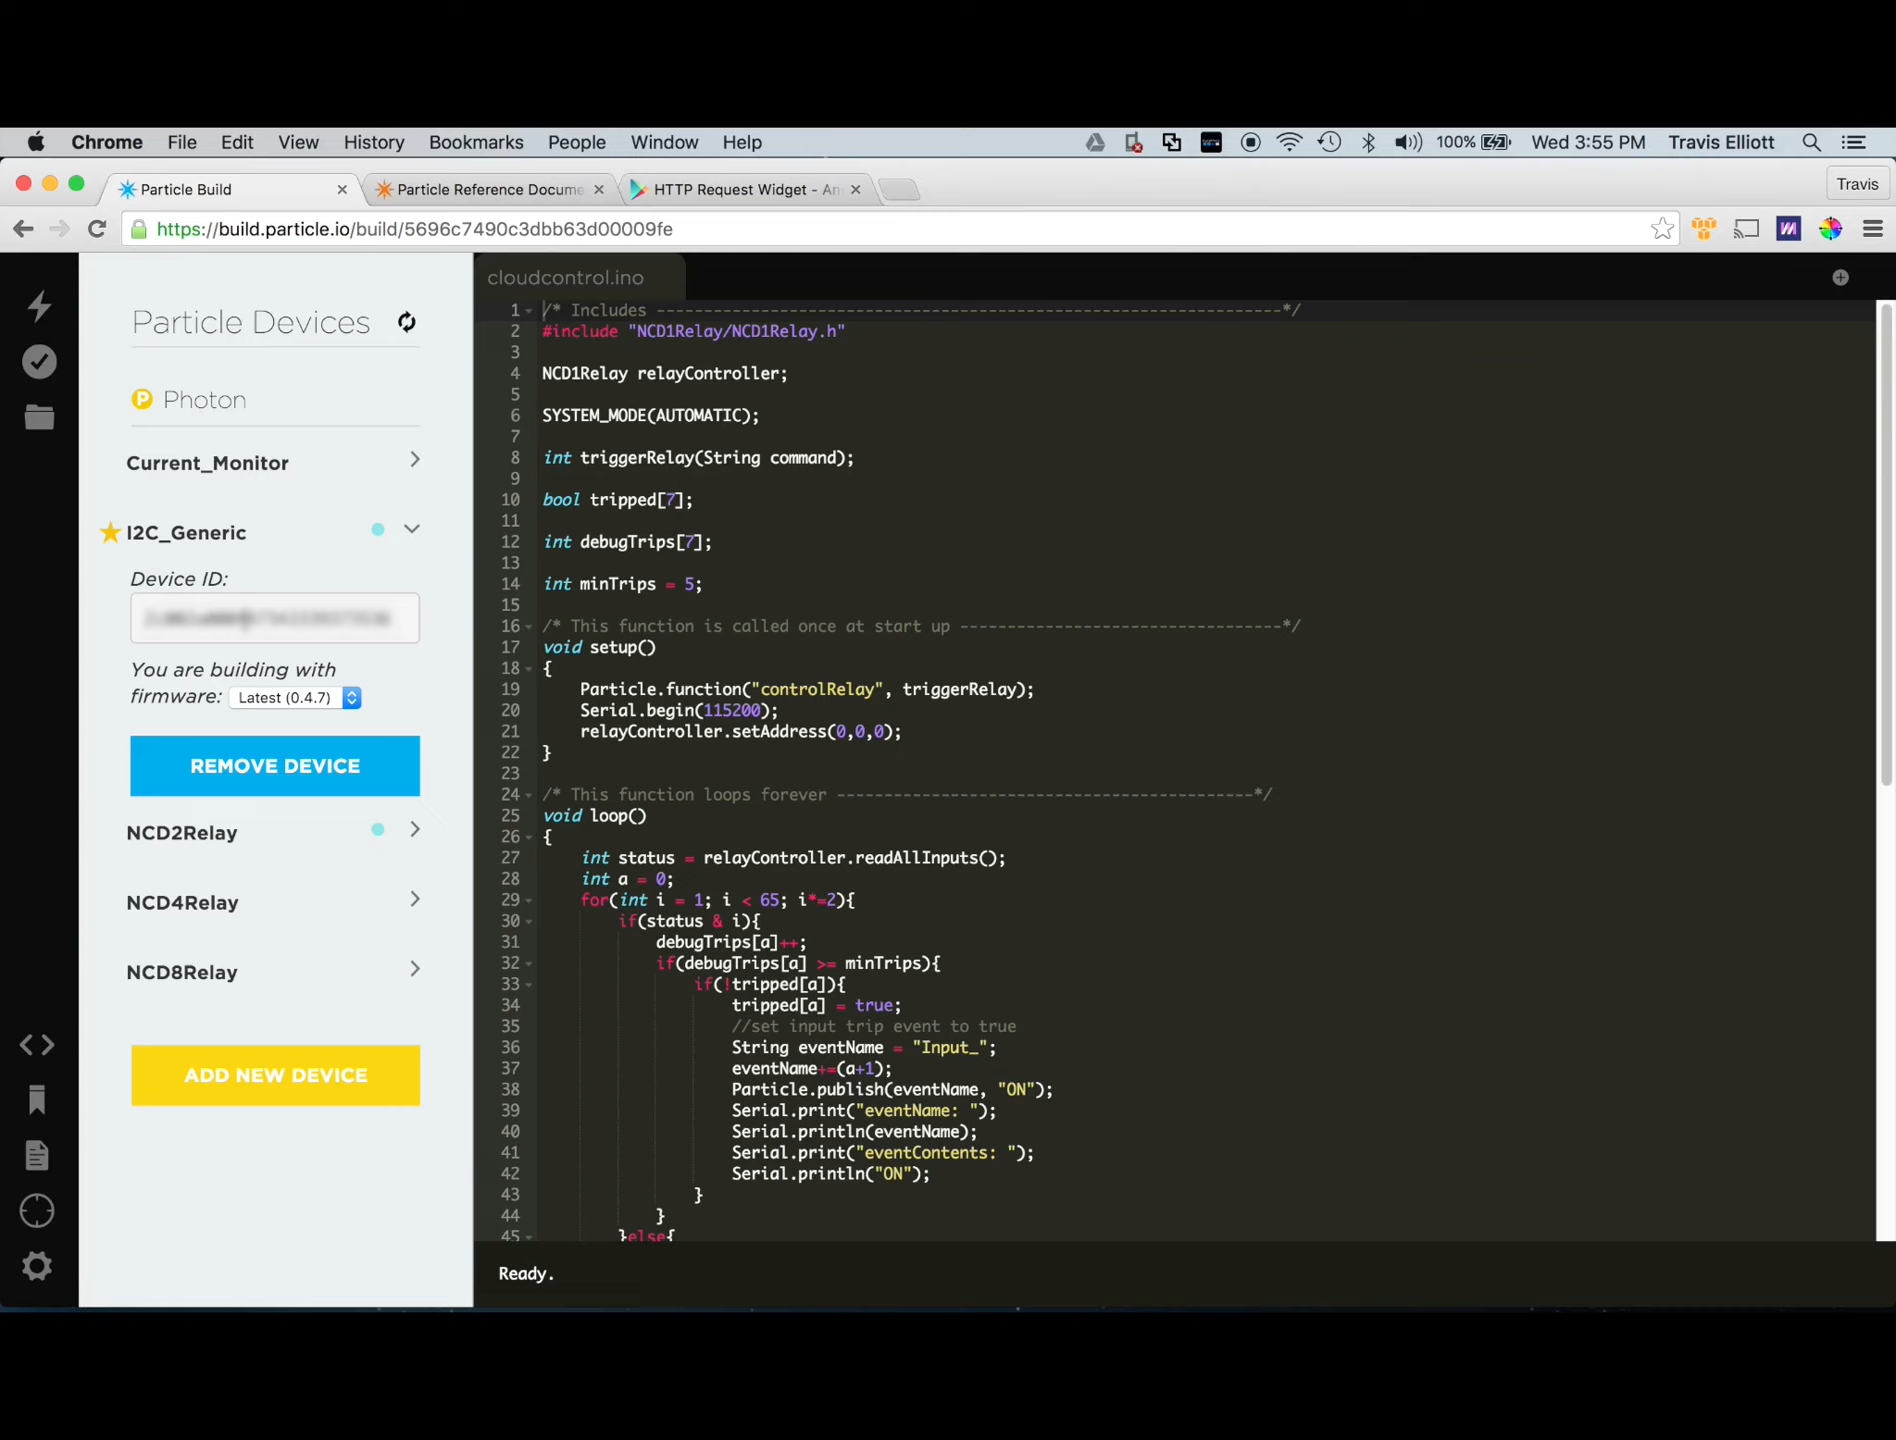 Chrome File Edit View History Bookmarks People Window Help 100% Wed 3:55 PM Travis Elliott
Particle Build Particle Reference Docume HTTP Request Widget - An Travis
https://build.particle.io/build/5696c7490c3dbb63d00009fe
cloudcontrol.ino
Particle Devices
P Photon
Current_Monitor
I2C_Generic
Device ID:
You are building with
firmware: Latest (0.4.7)
REMOVE DEVICE
NCD2Relay
NCD4Relay
NCD8Relay
ADD NEW DEVICE
1 /* Includes ------------------------------------------------------------------*/
2 #include "NCD1Relay/NCD1Relay.h"
3
4 NCD1Relay relayController;
5
6 SYSTEM_MODE(AUTOMATIC);
7
8 int triggerRelay(String command);
9
10 bool tripped[7];
11
12 int debugTrips[7];
13
14 int minTrips = 5;
15
16 /* This function is called once at start up ----------------------------------*/
17 void setup()
18 {
19 Particle.function("controlRelay", triggerRelay);
20 Serial.begin(115200);
21 relayController.setAddress(0,0,0);
22 }
23
24 /* This function loops forever --------------------------------------------*/
25 void loop()
26 {
27 int status = relayController.readAllInputs();
28 int a = 0;
29 for(int i = 1; i < 65; i*=2){
30 if(status & i){
31 debugTrips[a]++;
32 if(debugTrips[a] >= minTrips){
33 if(!tripped[a]){
34 tripped[a] = true;
35 //set input trip event to true
36 String eventName = "Input_";
37 eventName+=(a+1);
38 Particle.publish(eventName, "ON");
39 Serial.print("eventName: ");
40 Serial.println(eventName);
41 Serial.print("eventContents: ");
42 Serial.println("ON");
43 }
44 }
45 }else{
Ready.